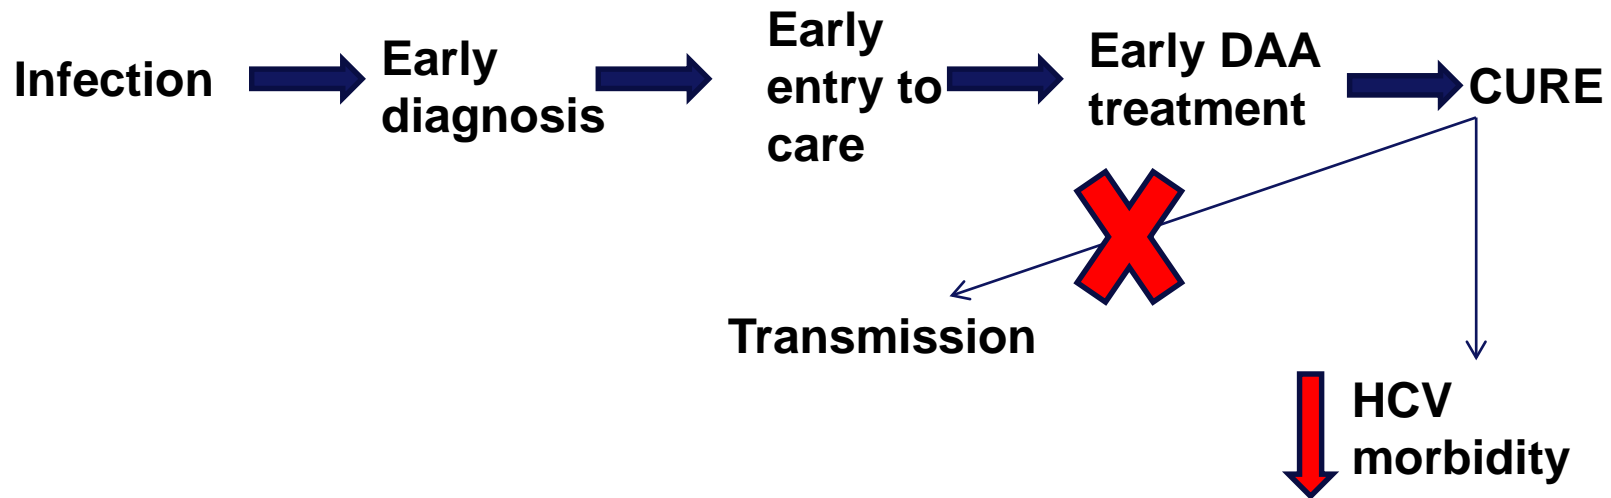 Infection
Early
diagnosis
Early
entry to
care
Early DAA
treatment
CURE
Transmission
HCV
morbidity